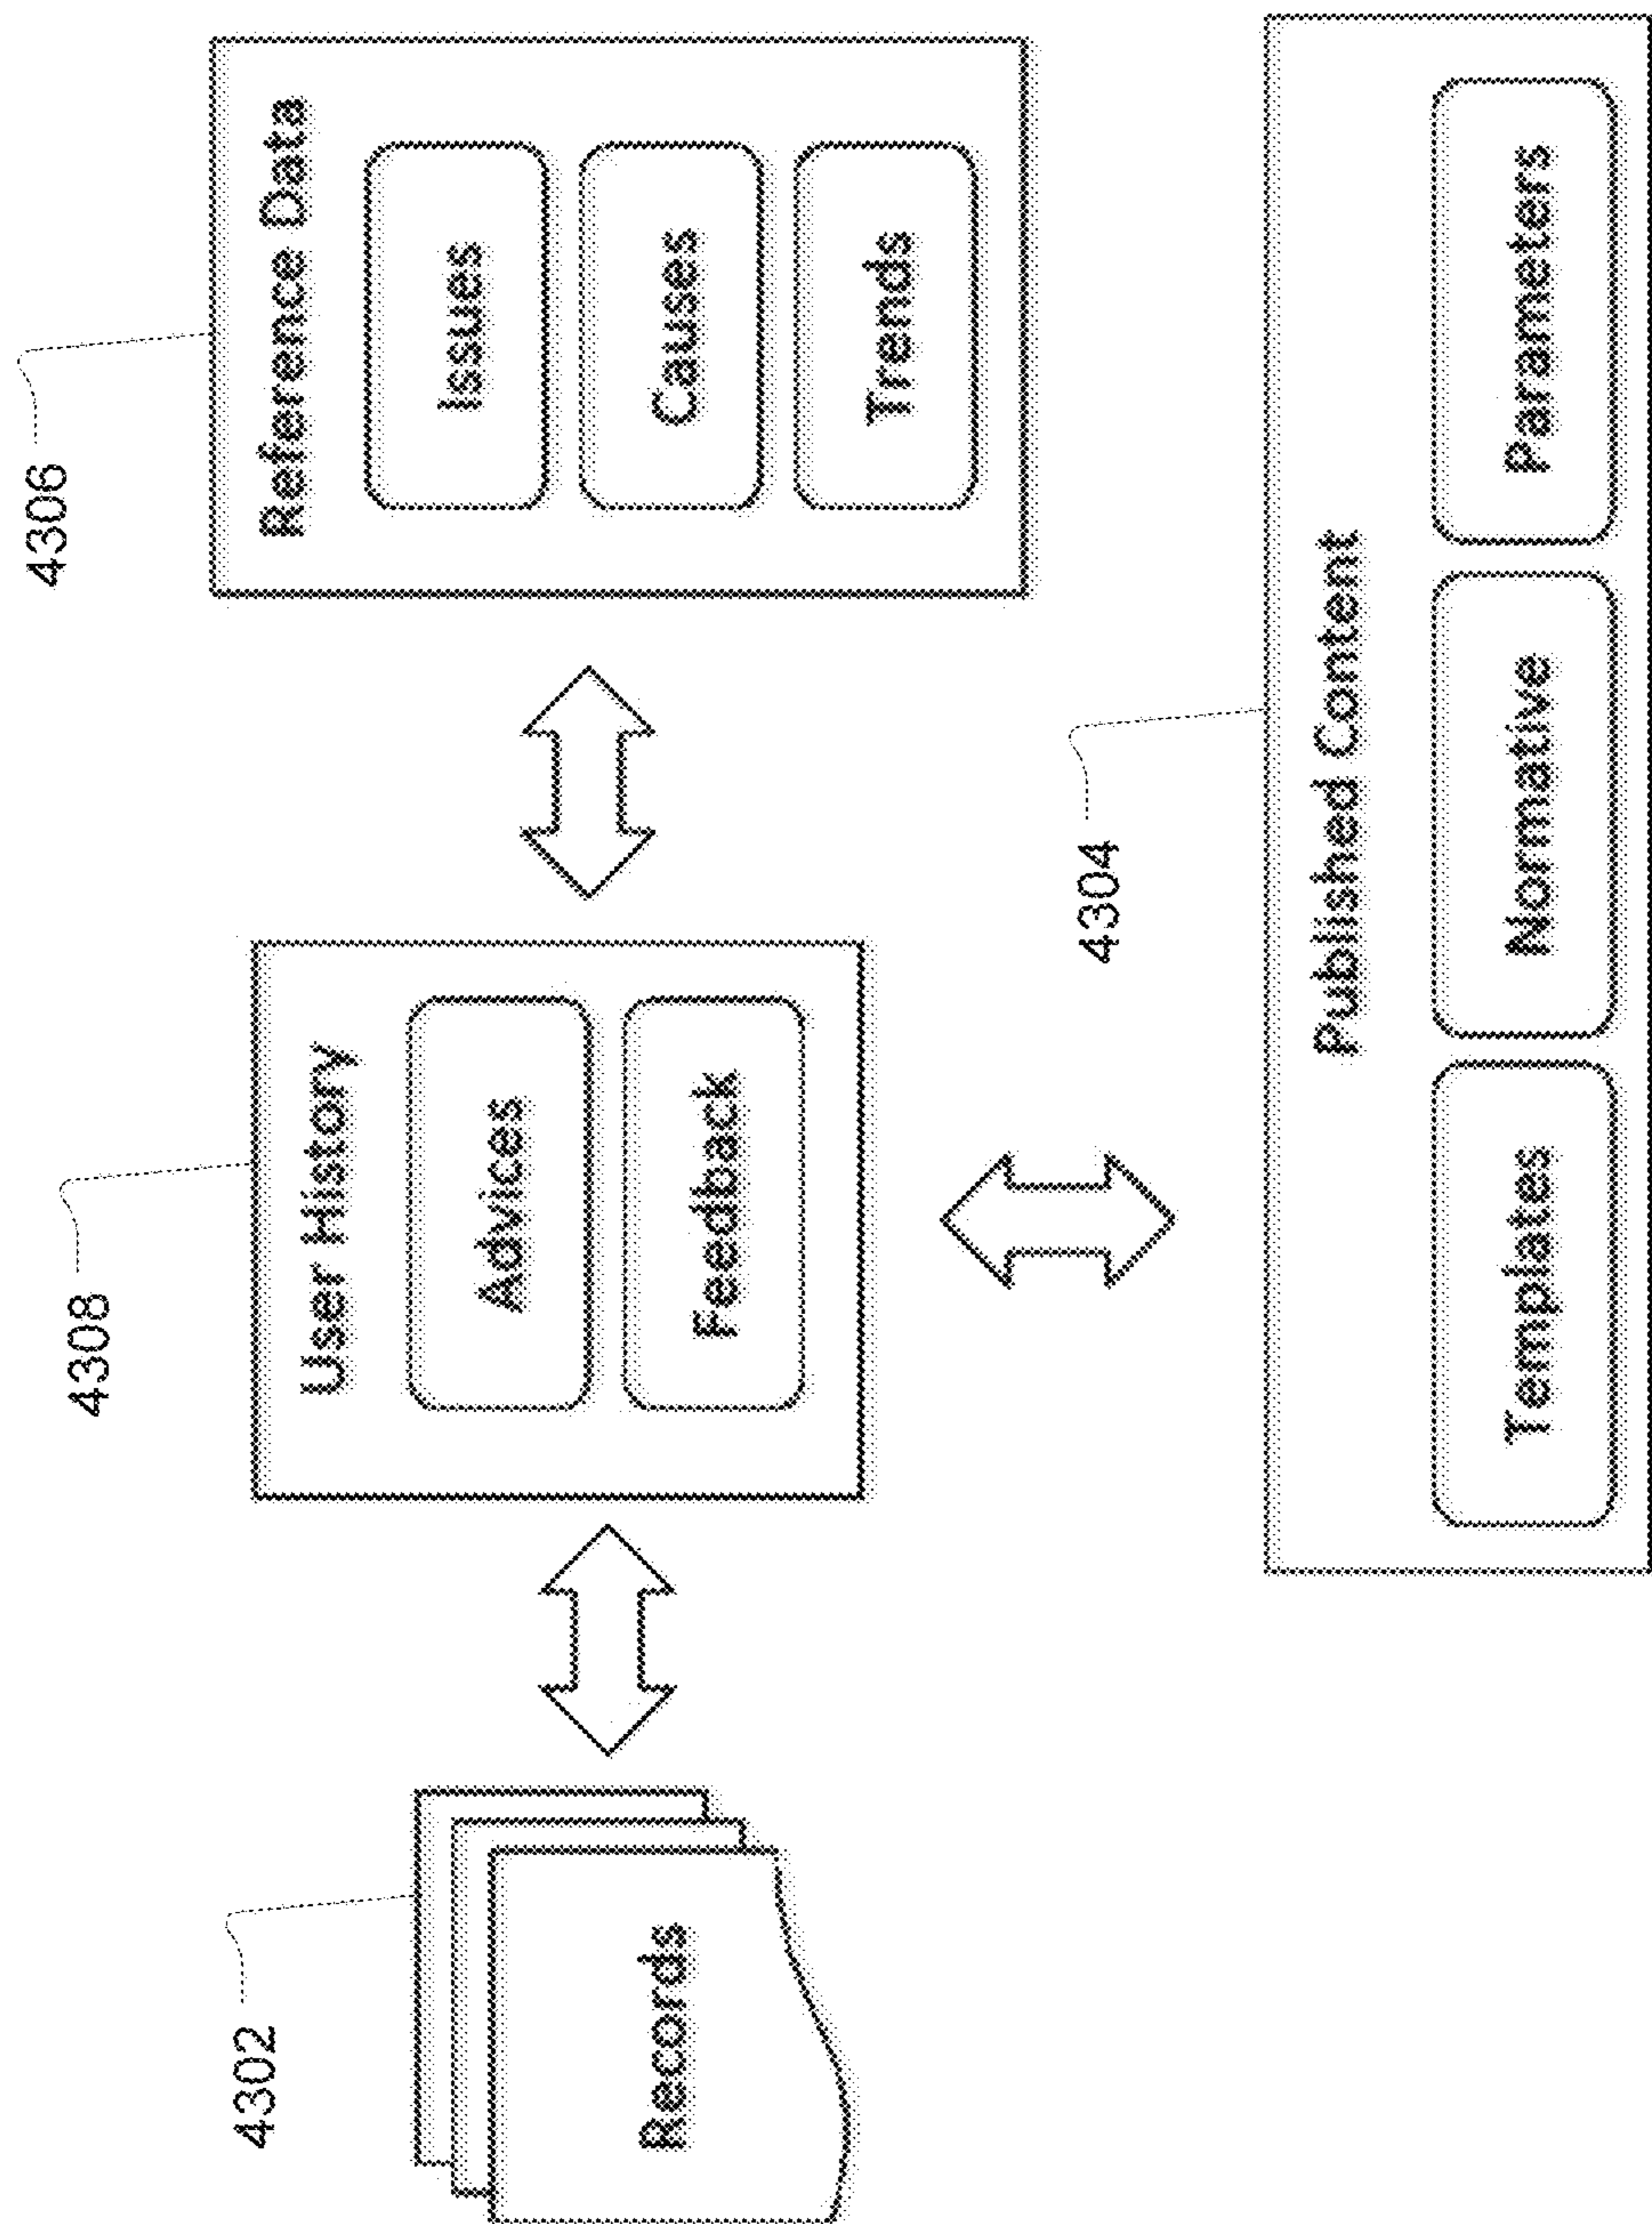 4302
Records
4308
User History
Advices
Feedback
4306
Reference Data
Issues
Causes
Trends
4304
Published Content
Templates
Normative
Parameters